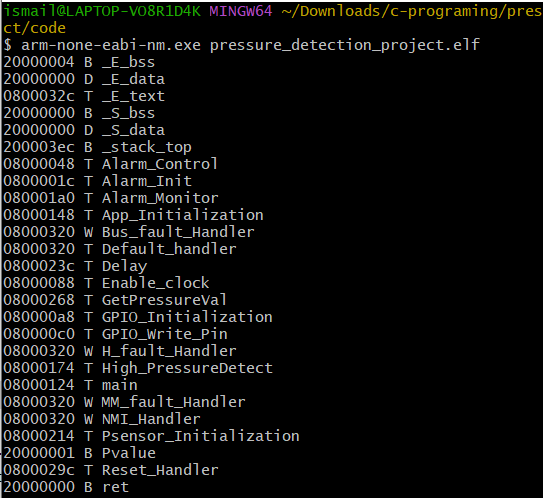 ismail@LAPTOP-VO8R1D4K MINGW64 ~/Downloads/c-programing/pres
ct/code
$ arm-none-eabi-nm.exe pressure_detection_project.elf
20000004 B _E_bss
20000000 D _E_data
0800032c T _E_text
20000000 B _S_bss
20000000 D _S_data
200003ec B _stack_top
08000048 T Alarm_Control
0800001c T Alarm_Init
080001a0 T Alarm_Monitor
08000148 T App_Initialization
08000320 W Bus_fault_Handler
08000320 T Default_handler
0800023c T Delay
08000088 T Enable_clock
08000268 T GetPressureVal
080000a8 T GPIO_Initialization
080000c0 T GPIO_Write_Pin
08000320 W H_fault_Handler
08000174 T High_PressureDetect
08000124 T main
08000320 W MM_fault_Handler
08000320 W NMI_Handler
08000214 T Psensor_Initialization
20000001 B Pvalue
0800029c T Reset_Handler
20000000 B ret